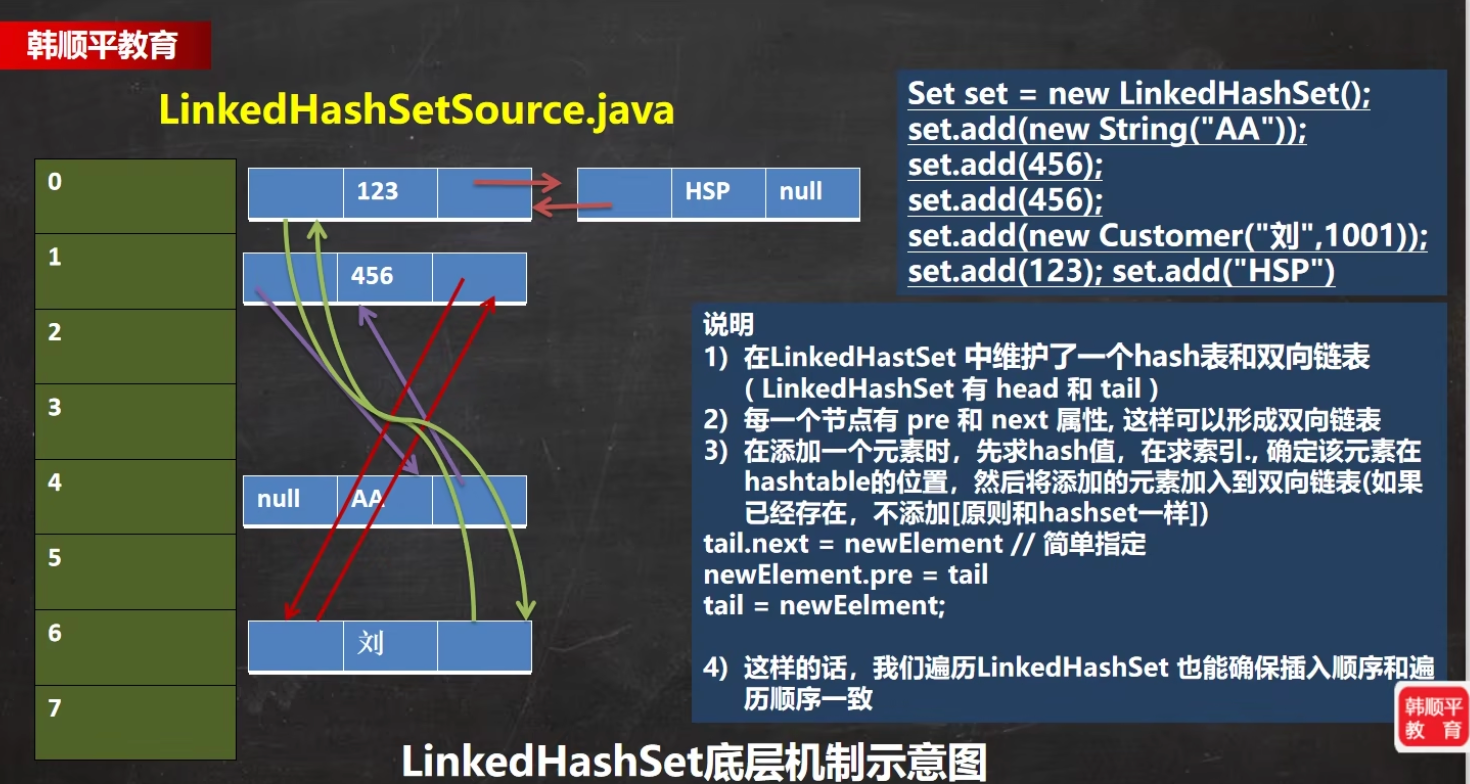 韩顺平教育
LinkedHashSetSource.java
0
1
2
3
4
5
6
7
123
HSP
null
456
null
AA
刘
Set set = new LinkedHashSet();
set.add(new String("AA"));
set.add(456);
set.add(456);
set.add(new Customer("刘",1001));
set.add(123); set.add("HSP")
说明
1) 在LinkedHastSet 中维护了一个hash表和双向链表
( LinkedHashSet 有 head 和 tail )
2) 每一个节点有 pre 和 next 属性, 这样可以形成双向链表
3) 在添加一个元素时，先求hash值，在求索引., 确定该元素在
hashtable的位置，然后将添加的元素加入到双向链表(如果
已经存在，不添加[原则和hashset一样])
tail.next = newElement // 简单指定
newElement.pre = tail
tail = newEelment;
4) 这样的话，我们遍历LinkedHashSet 也能确保插入顺序和遍
历顺序一致
韩顺平
教 育
LinkedHashSet底层机制示意图